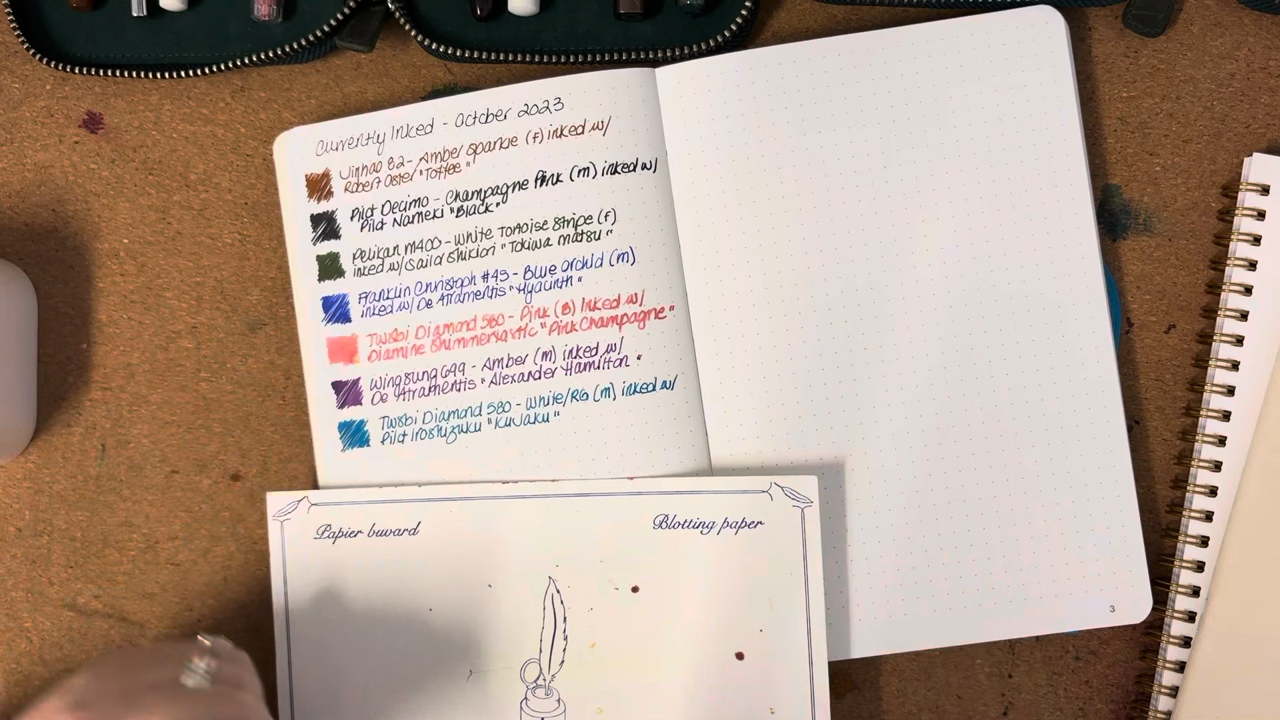 Currently Inked - October 2023
Jinhao 82 - Amber Sparkle (f) inked w/
Robert Oster "Toffee"
Pilot Decimo - Champagne Pink (m) inked w/
Pilot Nameki "Black"
Pelikan m400 - White Tortoise Stripe (f)
inked w/ Sailor Shikiori "Tokiwa Matsu"
Franklin Christoph #45 - Blue Orchid (m)
inked w/ De Atramentis "Hyacinth"
Twsbi Diamond 580 - Pink (B) Inked w/
Diamine Shimmertastic "Pink Champagne"
Wing Sung 699 - Amber (m) inked w/
De Atramentis "Alexander Hamilton"
Twsbi Diamond 580 - White/RG (m) inked w/
Pilot Iroshizuku "Kujaku"
Papier buvard
Blotting paper
3